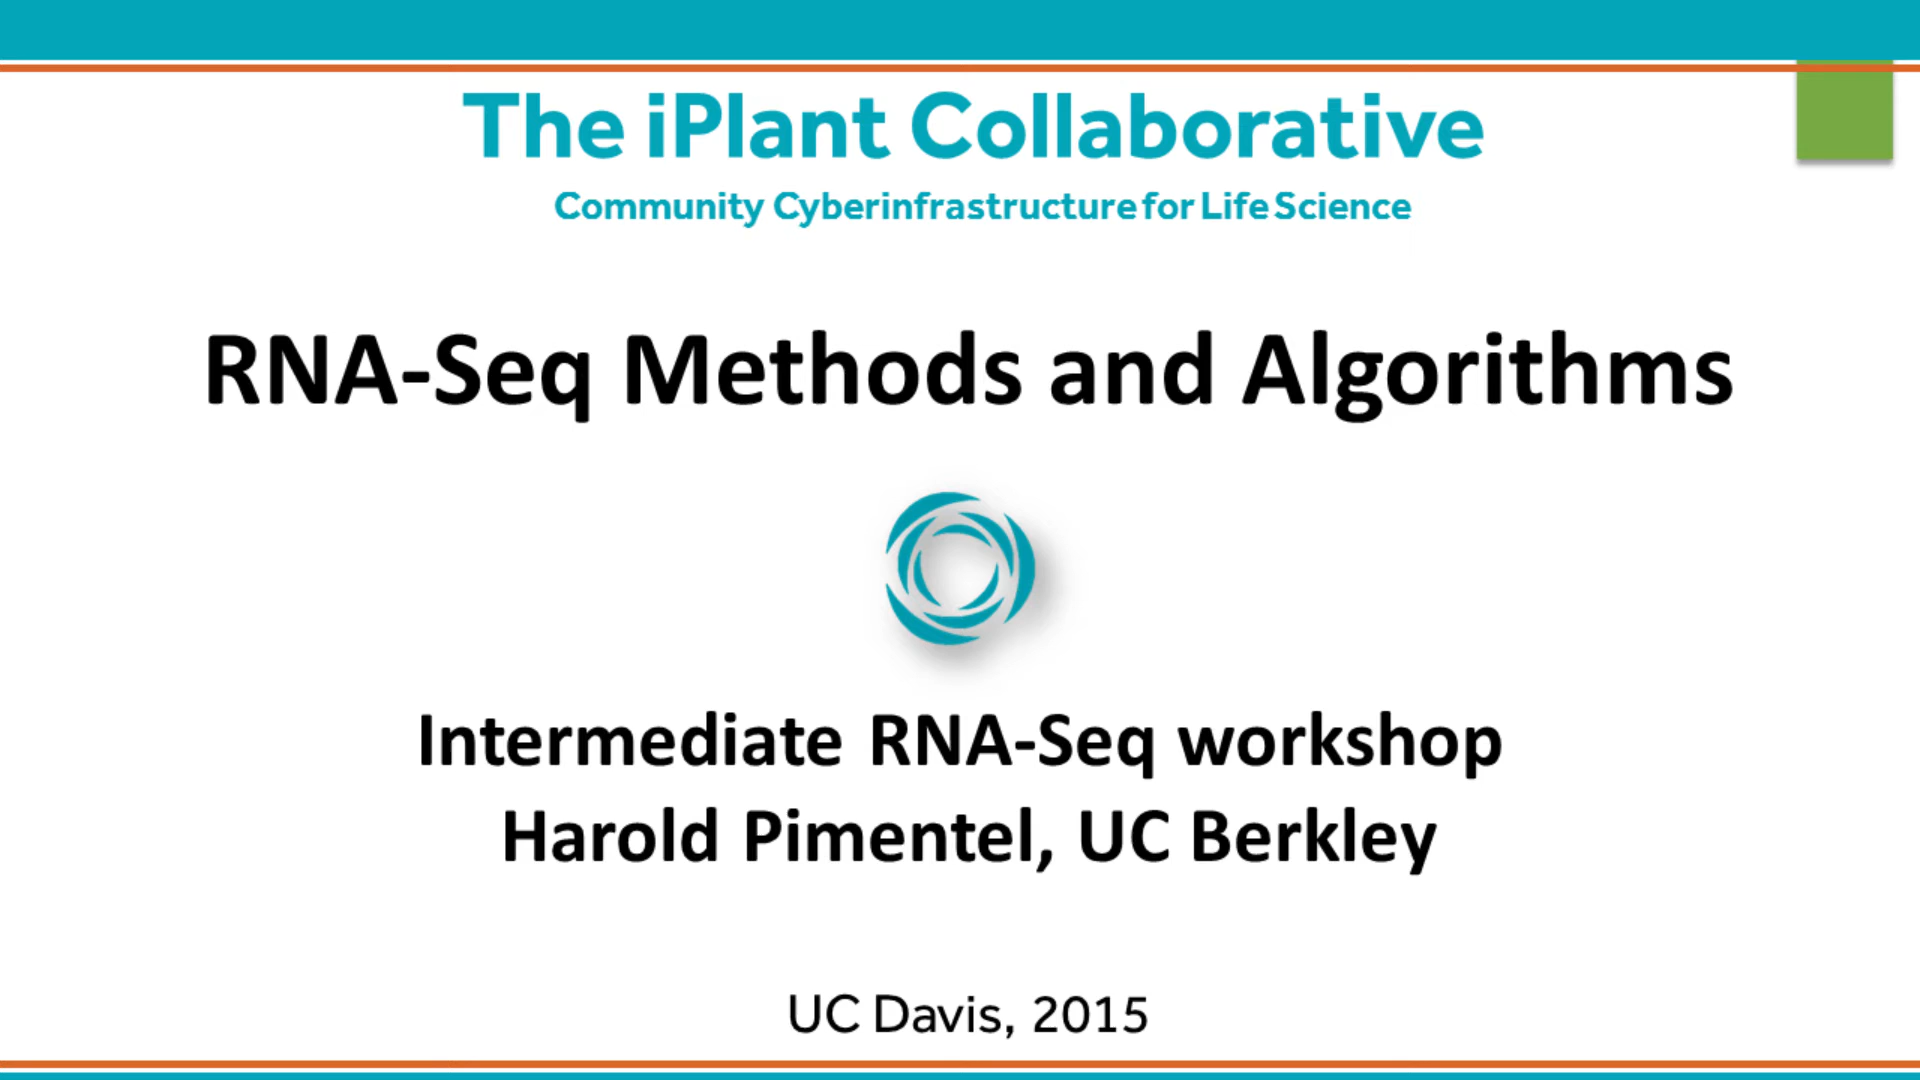 The iPlant Collaborative
Community Cyberinfrastructure for Life Science
RNA-Seq Methods and Algorithms
Intermediate RNA-Seq workshop
Harold Pimentel, UC Berkley
UC Davis, 2015